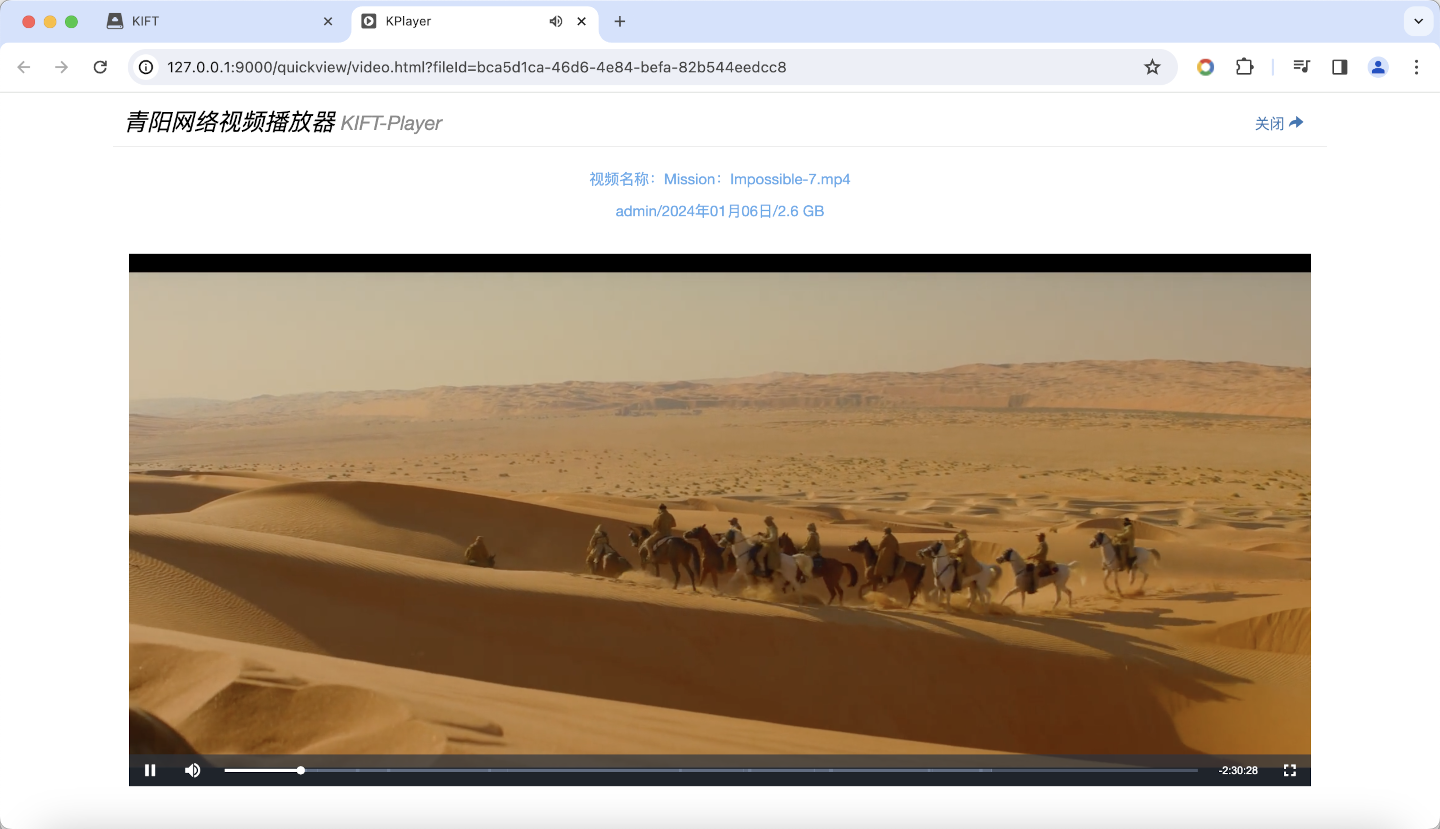 KIFT
KPlayer
127.0.0.1:9000/quickview/video.html?fileId=bca5d1ca-46d6-4e84-befa-82b544eedcc8
青阳网络视频播放器 KIFT-Player
关闭
视频名称：Mission：Impossible-7.mp4
admin/2024年01月06日/2.6 GB
-2:30:28